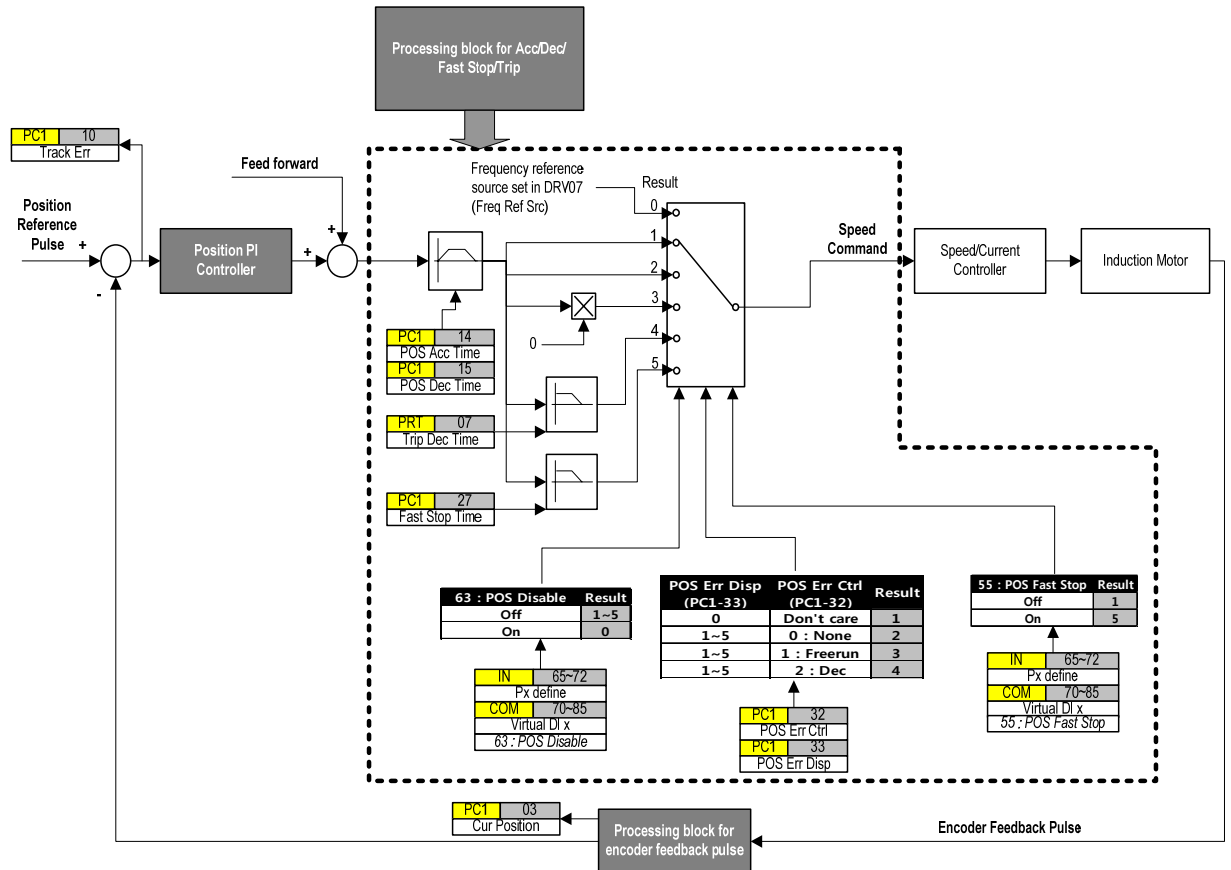 Processing block for Acc/Dec/
Fast Stop/Trip
PC1 10
Track Err
Feed forward
Position
Reference
Pulse
+
-
Position PI
Controller
+
+
Frequency reference
source set in DRV07
(Freq Ref Src)
Result
0
1
2
3
4
5
0
Speed
Command
Speed/Current
Controller
Induction Motor
PC1 14
POS Acc Time
PC1 15
POS Dec Time
PRT 07
Trip Dec Time
PC1 27
Fast Stop Time
63 : POS Disable Result
Off 1~5
On 0
IN 65~72
Px define
COM 70~85
Virtual DI x
63 : POS Disable
POS Err Disp (PC1-33) POS Err Ctrl (PC1-32) Result
0 Don't care 1
1~5 0 : None 2
1~5 1 : Freerun 3
1~5 2 : Dec 4
PC1 32
POS Err Ctrl
PC1 33
POS Err Disp
55 : POS Fast Stop Result
Off 1
On 5
IN 65~72
Px define
COM 70~85
Virtual DI x
55 : POS Fast Stop
PC1 03
Cur Position
Processing block for
encoder feedback pulse
Encoder Feedback Pulse